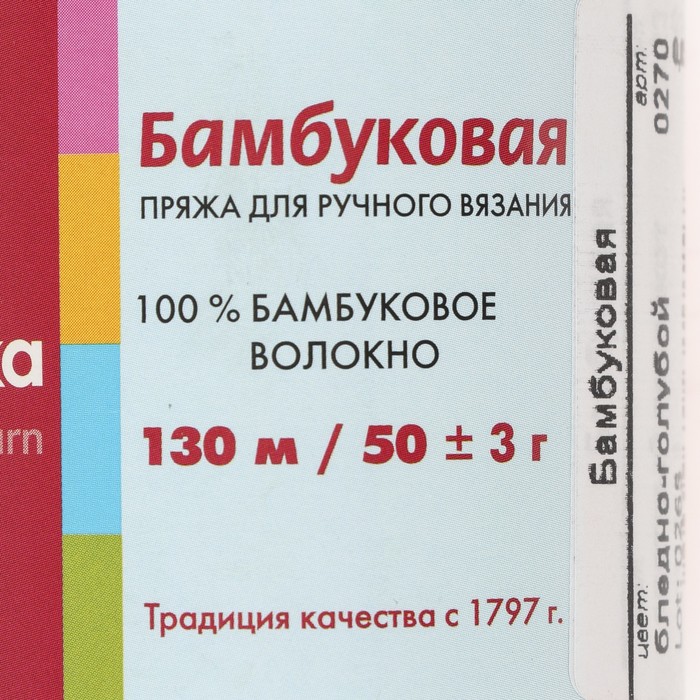 Бамбуковая
ПРЯЖА ДЛЯ РУЧНОГО ВЯЗАНИЯ
100 % БАМБУКОВОЕ
ВОЛОКНО
130 м / 50 ± 3 г
Традиция качества с 1797 г.
ка
arn
Бамбуковая
арт:
0270
цвет:
бледно-голубой